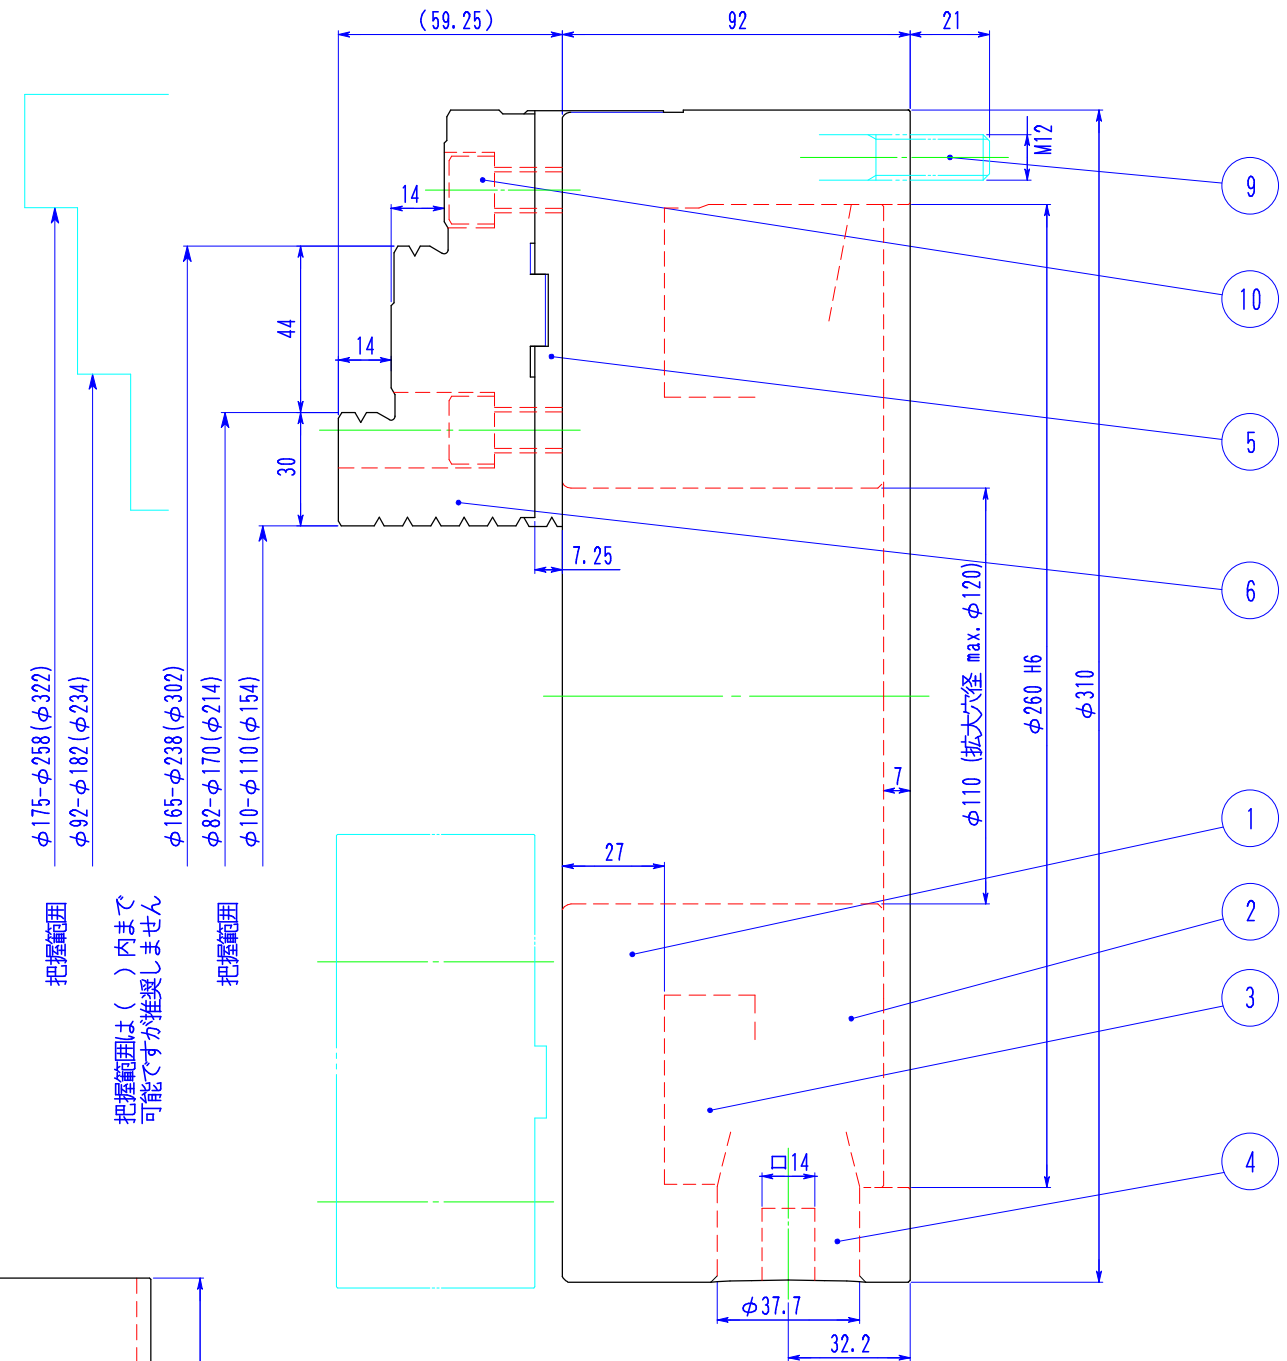 (59.25)
92
21
M12
9
14
10
44
14
5
30
7.25
6
φ175-φ258(φ322)
φ92-φ182(φ234)
φ165-φ238(φ302)
φ82-φ170(φ214)
φ10-φ110(φ154)
φ110 (拡大穴径 max.φ120)
φ260 H6
φ310
7
1
27
2
把握範囲
把握範囲は( )内まで
可能ですが推奨しません
把握範囲
3
4
□14
φ37.7
32.2